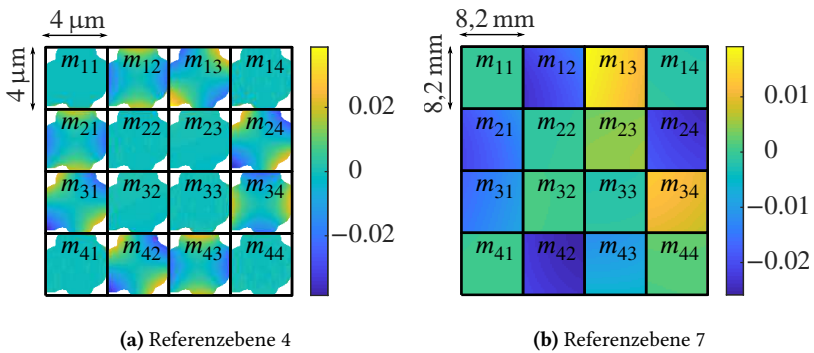 4 µm
4 µm
m11 m12 m13 m14
m21 m22 m23 m24
m31 m32 m33 m34
m41 m42 m43 m44
0.02
0
−0.02
(a) Referenzebene 4
8,2 mm
8,2 mm
m11 m12 m13 m14
m21 m22 m23 m24
m31 m32 m33 m34
m41 m42 m43 m44
0.01
0
−0.01
−0.02
(b) Referenzebene 7